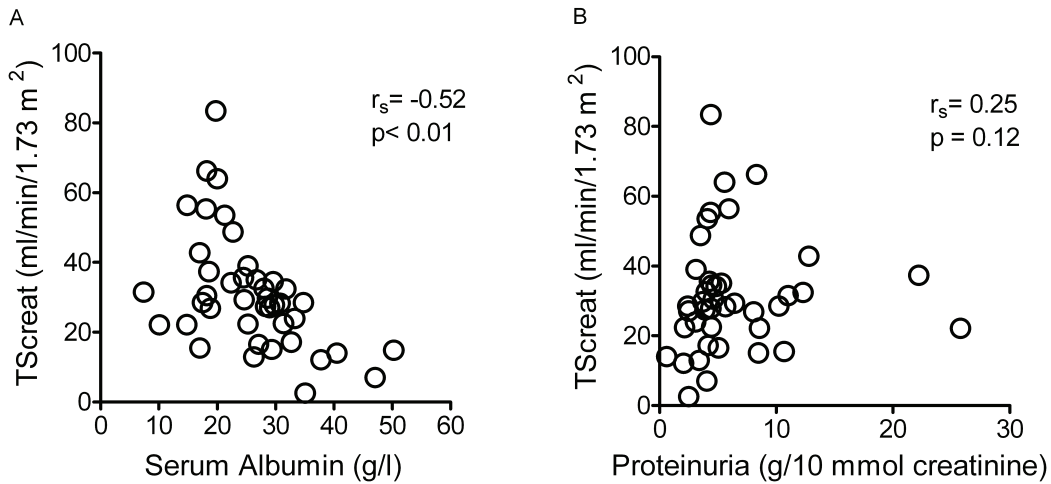 A
TScreat (ml/min/1.73 m²)
100
80
60
40
20
0
rs= -0.52
p< 0.01
0 10 20 30 40 50 60
Serum Albumin (g/l)
B
TScreat (ml/min/1.73 m²)
100
80
60
40
20
0
rs= 0.25
p = 0.12
0 10 20 30
Proteinuria (g/10 mmol creatinine)